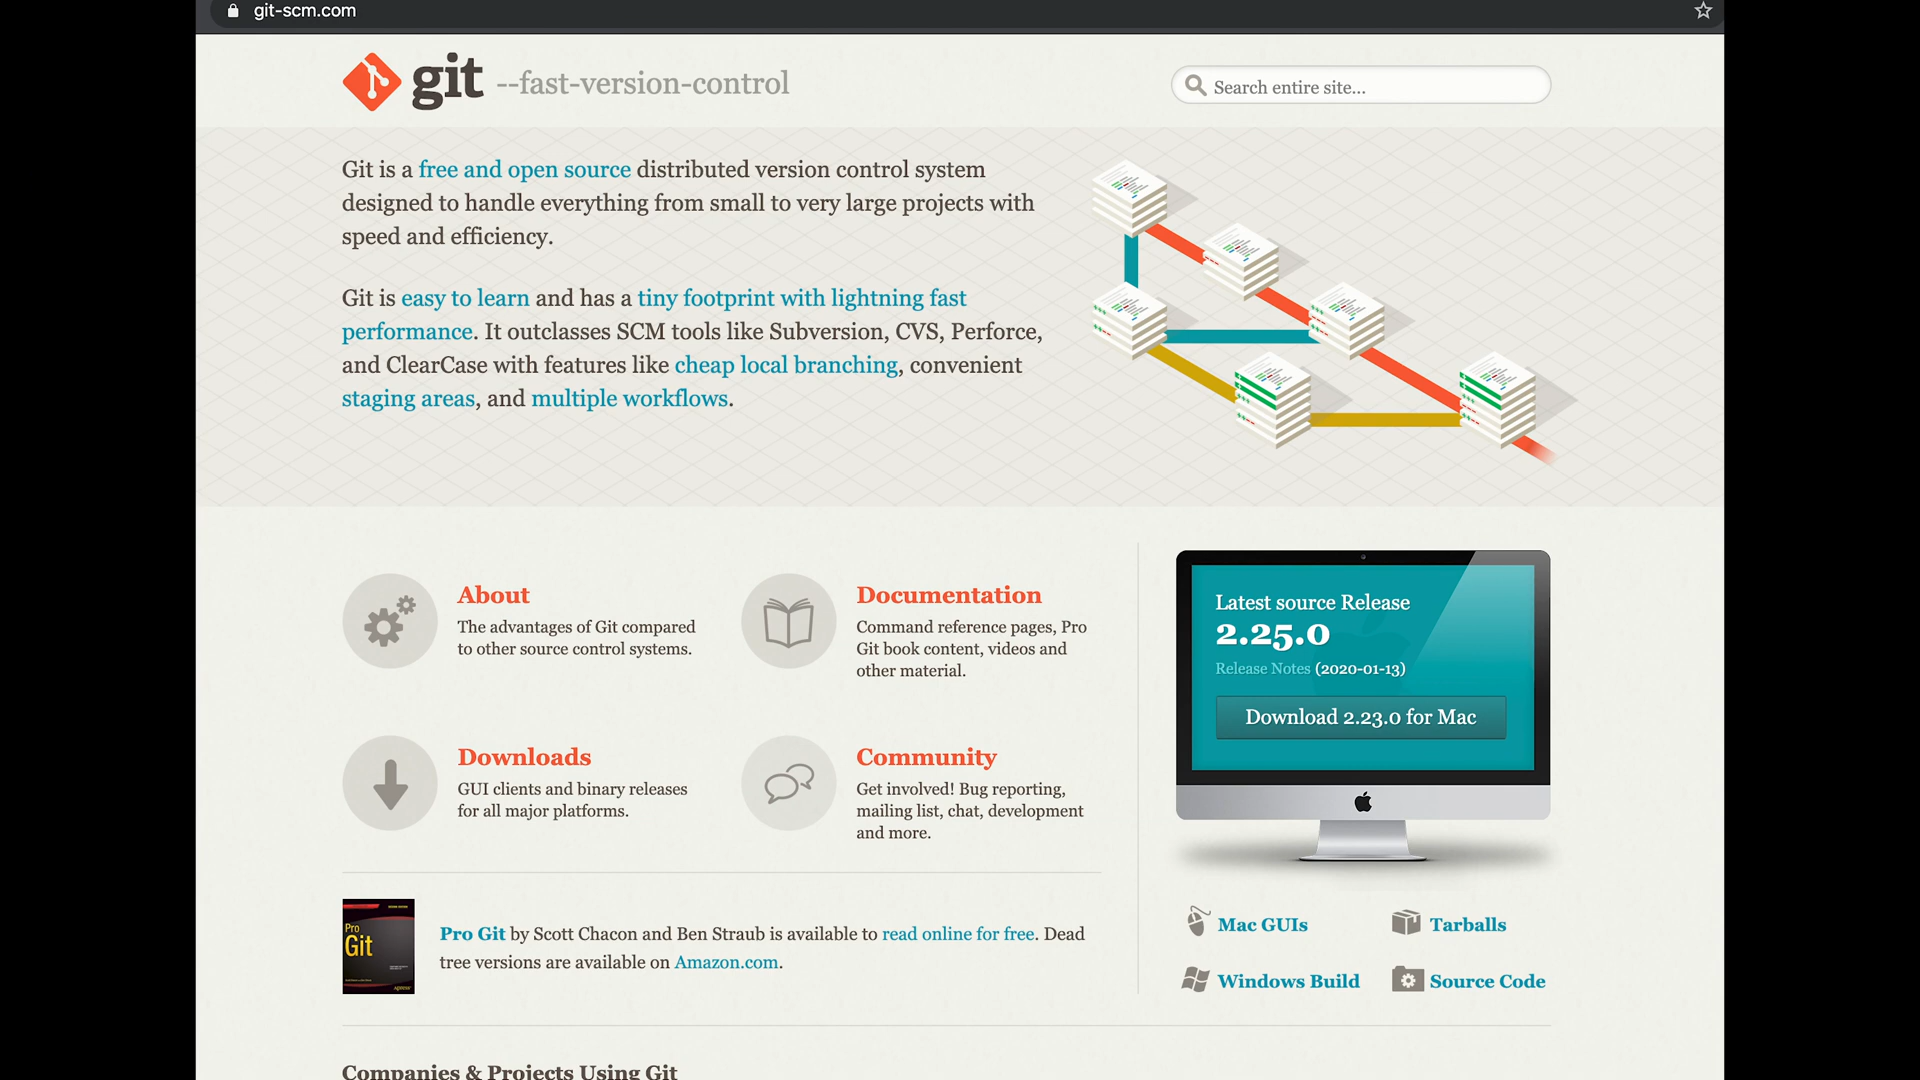 git-scm.com
git --fast-version-control
Search entire site...
Git is a free and open source distributed version control system
designed to handle everything from small to very large projects with
speed and efficiency.
Git is easy to learn and has a tiny footprint with lightning fast
performance. It outclasses SCM tools like Subversion, CVS, Perforce,
and ClearCase with features like cheap local branching, convenient
staging areas, and multiple workflows.
About
The advantages of Git compared
to other source control systems.
Documentation
Command reference pages, Pro
Git book content, videos and
other material.
Downloads
GUI clients and binary releases
for all major platforms.
Community
Get involved! Bug reporting,
mailing list, chat, development
and more.
Latest source Release
2.25.0
Release Notes (2020-01-13)
Download 2.23.0 for Mac
Pro
Git
Pro Git by Scott Chacon and Ben Straub is available to read online for free. Dead
tree versions are available on Amazon.com.
Mac GUIs
Tarballs
Windows Build
Source Code
Companies & Projects Using Git